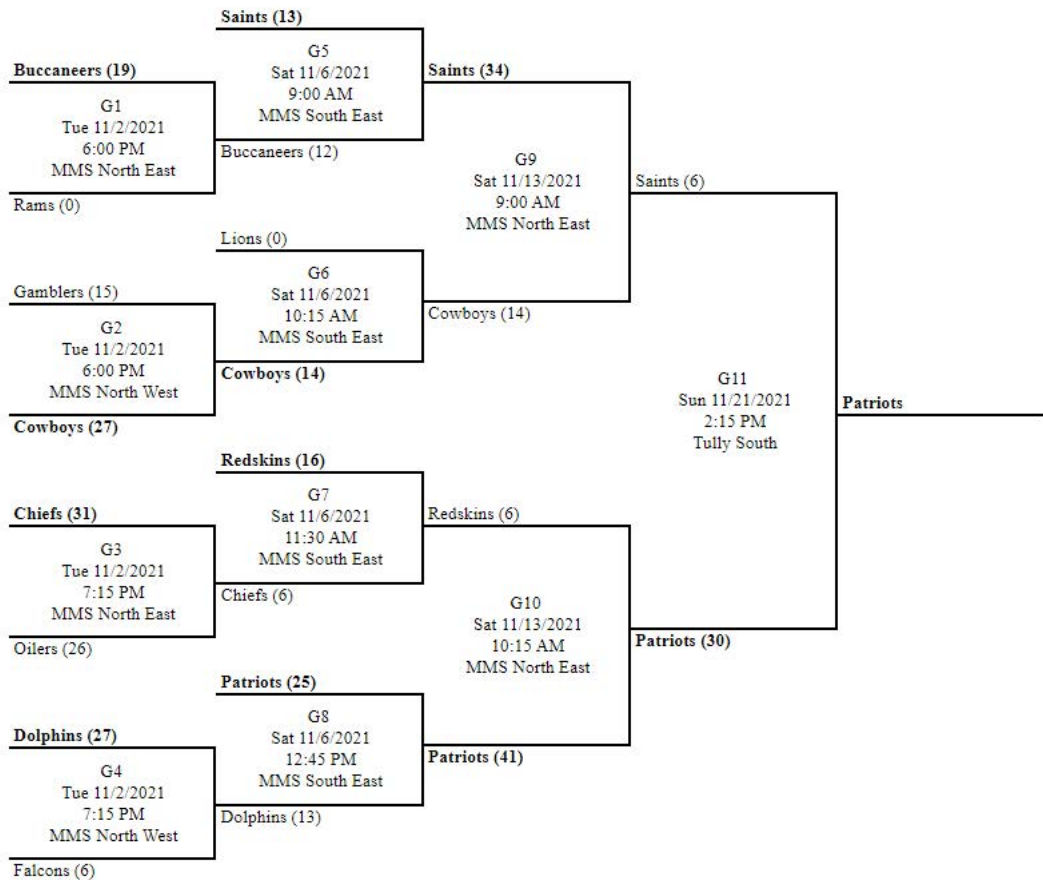 Saints (13)
G5
Sat 11/6/2021
9:00 AM
MMS South East
Buccaneers (19)
Saints (34)
G1
Tue 11/2/2021
6:00 PM
MMS North East
Buccaneers (12)
G9
Sat 11/13/2021
9:00 AM
MMS North East
Saints (6)
Rams (0)
Lions (0)
G6
Sat 11/6/2021
10:15 AM
MMS South East
Gamblers (15)
Cowboys (14)
G2
Tue 11/2/2021
6:00 PM
MMS North West
Cowboys (14)
G11
Sun 11/21/2021
2:15 PM
Tully South
Patriots
Cowboys (27)
Redskins (16)
G7
Sat 11/6/2021
11:30 AM
MMS South East
Chiefs (31)
Redskins (6)
G3
Tue 11/2/2021
7:15 PM
MMS North East
Chiefs (6)
G10
Sat 11/13/2021
10:15 AM
MMS North East
Patriots (30)
Oilers (26)
Patriots (25)
G8
Sat 11/6/2021
12:45 PM
MMS South East
Dolphins (27)
Patriots (41)
G4
Tue 11/2/2021
7:15 PM
MMS North West
Dolphins (13)
Falcons (6)